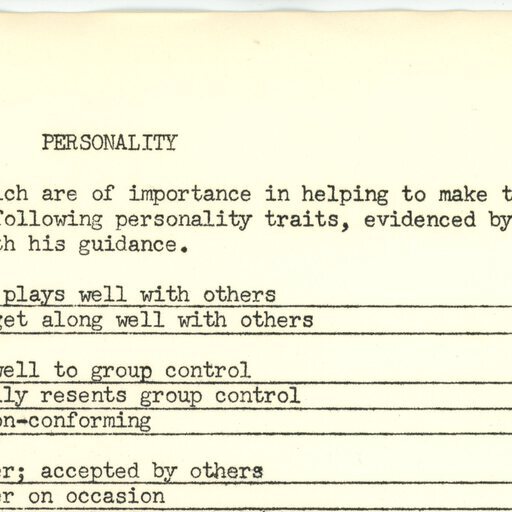 PERSONALITY
ich are of importance in helping to make t
following personality traits, evidenced by
th his guidance.
plays well with others
get along well with others
well to group control
lly resents group control
on-conforming
er; accepted by others
er on occasion